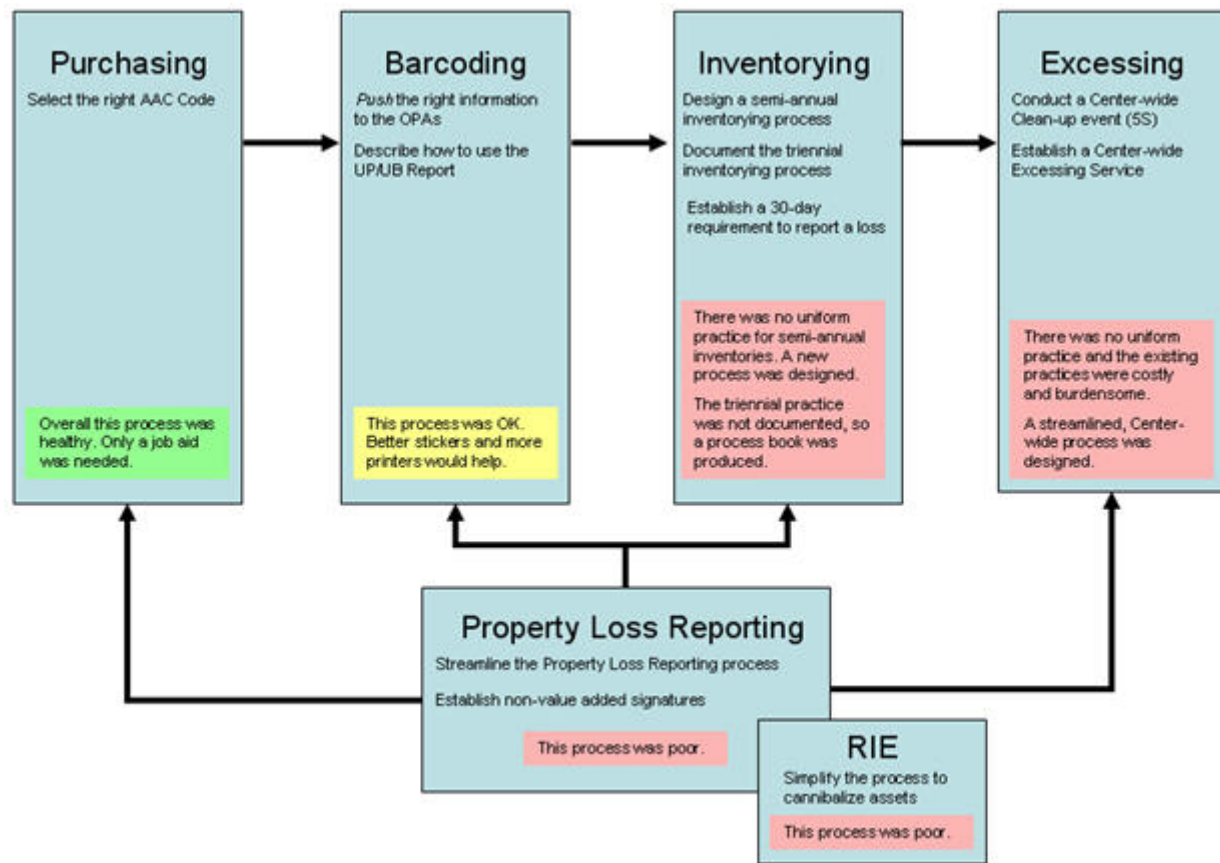 Purchasing
Select the right AAC Code
Overall this process was
healthy. Only a job aid
was needed.
Barcoding
Push the right information
to the OPAs
Describe how to use the
UP/UB Report
This process was OK.
Better stickers and more
printers would help.
Inventorying
Design a semi-annual
inventorying process
Document the triennial
inventorying process
Establish a 30-day
requirement to report a loss
There was no uniform
practice for semi-annual
inventories. A new
process was designed.
The triennial practice
was not documented, so
a process book was
produced.
Excessing
Conduct a Center-wide
Clean-up event (5S)
Establish a Center-wide
Excessing Service
There was no uniform
practice and the existing
practices were costly
and burdensome.
A streamlined, Center-
wide process was
designed.
Property Loss Reporting
Streamline the Property Loss Reporting process
Establish non-value added signatures
This process was poor.
RIE
Simplify the process to
cannibalize assets
This process was poor.